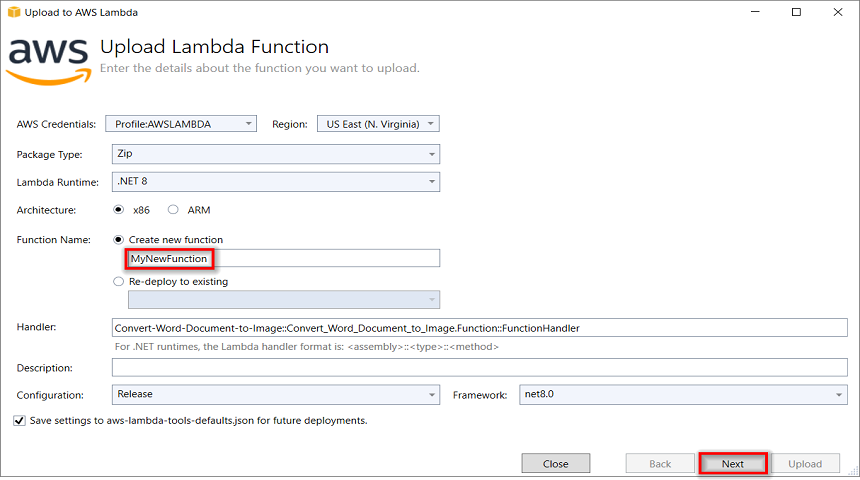 Upload to AWS Lambda
aws
Upload Lambda Function
Enter the details about the function you want to upload.
AWS Credentials: Profile:AWSLAMBDA Region: US East (N. Virginia)
Package Type: Zip
Lambda Runtime: .NET 8
Architecture: x86 ARM
Function Name: Create new function
MyNewFunction
Re-deploy to existing
Handler: Convert-Word-Document-to-Image::Convert_Word_Document_to_Image.Function::FunctionHandler
For .NET runtimes, the Lambda handler format is: <assembly>::<type>::<method>
Description:
Configuration: Release Framework: net8.0
Save settings to aws-lambda-tools-defaults.json for future deployments.
Close Back Next Upload